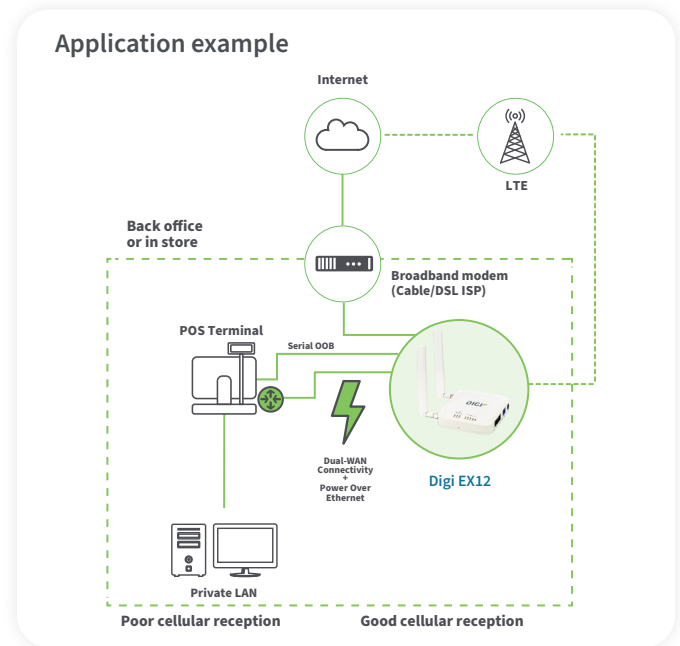 Application example
Internet
LTE
Back office
or in store
Broadband modem
(Cable/DSL ISP)
POS Terminal
Serial OOB
DIGI
Dual-WAN
Connectivity
+
Power Over
Ethernet
Digi EX12
Private LAN
Poor cellular reception
Good cellular reception